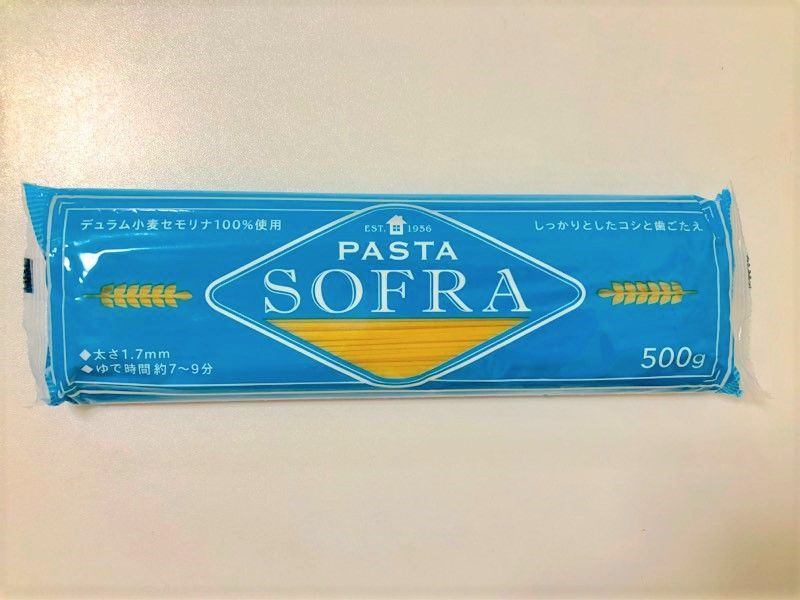 デュラム小麦セモリナ100%使用
EST. 1956
しっかりとしたコシと歯ごたえ
PASTA
SOFRA
◆太さ1.7mm
◆ゆで時間 約7～9分
500g